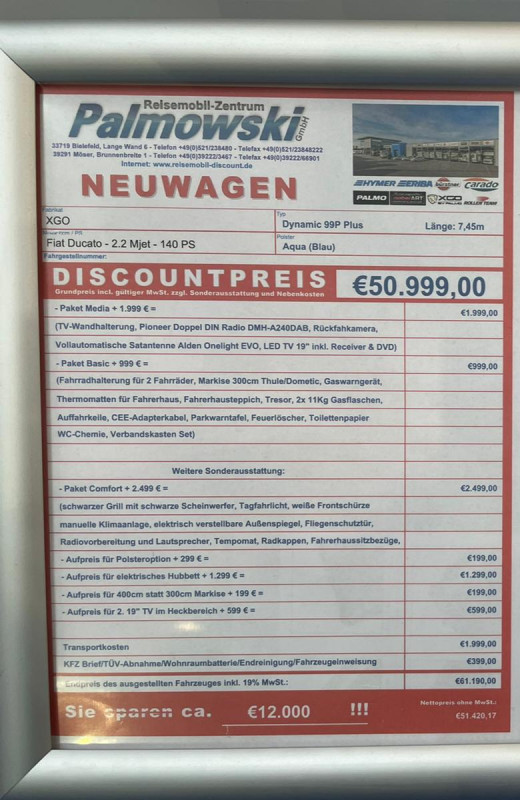 Reisemobil-Zentrum
Palmowski GmbH
33719 Bielefeld, Lange Wand 6 - Telefon +49(0)521/238480 - Telefax +49(0)521/23848222
39291 Möser, Brunnenbreite 1 - Telefon +49(0)39222/3467 - Telefax +49(0)39222/66901
Internet: www.reisemobil-discount.de
NEUWAGEN
HYMER ERIBA bürstner carado
PALMO XGO ROLLER TEAM
Fabrikat
XGO
Typ
Dynamic 99P Plus Länge: 7,45m
Fiat Ducato - 2.2 Mjet - 140 PS
Polster
Aqua (Blau)
Fahrgestellnummer:
DISCOUNTPREIS €50.999,00
Grundpreis incl. gültiger MwSt. zzgl. Sonderausstattung und Nebenkosten
- Paket Media + 1.999 € = €1.999,00
(TV-Wandhalterung, Pioneer Doppel DIN Radio DMH-A240DAB, Rückfahkamera,
Vollautomatische Satantenne Alden Onelight EVO, LED TV 19" inkl. Receiver & DVD)
- Paket Basic + 999 € = €999,00
(Fahrradhalterung für 2 Fahrräder, Markise 300cm Thule/Dometic, Gaswarngerät,
Thermomatten für Fahrerhaus, Fahrerhausteppich, Tresor, 2x 11Kg Gasflaschen,
Auffahrkeile, CEE-Adapterkabel, Parkwarntafel, Feuerlöscher, Toilettenpapier
WC-Chemie, Verbandskasten Set)
Weitere Sonderausstattung:
- Paket Comfort + 2.499 € = €2.499,00
(schwarzer Grill mit schwarze Scheinwerfer, Tagfahrlicht, weiße Frontschürze
manuelle Klimaanlage, elektrisch verstellbare Außenspiegel, Fliegenschutztür,
Radiovorbereitung und Lautsprecher, Tempomat, Radkappen, Fahrerhaussitzbezüge,
- Aufpreis für Polsteroption + 299 € = €199,00
- Aufpreis für elektrisches Hubbett + 1.299 € = €1.299,00
- Aufpreis für 400cm statt 300cm Markise + 199 € = €199,00
- Aufpreis für 2. 19" TV im Heckbereich + 599 € = €599,00
Transportkosten €1.999,00
KFZ Brief/TÜV-Abnahme/Wohnraumbatterie/Endreinigung/Fahrzeugeinweisung €399,00
Endpreis des ausgestellten Fahrzeuges inkl. 19% MwSt.: €61.190,00
Sie sparen ca. €12.000 !!!
Nettopreis ohne MwSt.:
€51.420,17